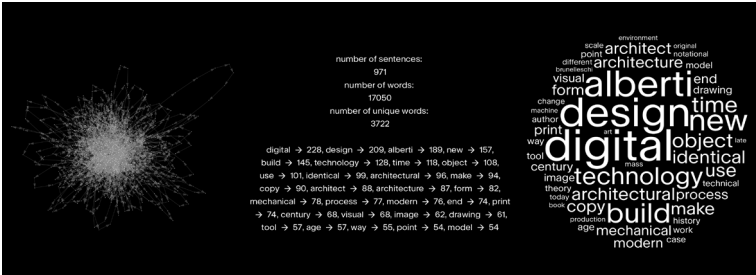 number of sentences:
971
number of words:
17050
number of unique words:
3722
digital → 228, design → 209, alberti → 189, new → 157,
build → 145, technology → 128, time → 118, object → 108,
use → 101, identical → 99, architectural → 96, make → 94,
copy → 90, architect → 88, architecture → 87, form → 82,
mechanical → 78, process → 77, modern → 76, end → 74, print
→ 74, century → 68, visual → 68, image → 62, drawing → 61,
tool → 57, age → 57, way → 55, point → 54, model → 54
environment
scale architect original
point notational
different architecture model
brunelleschi
visual alberti end
form drawing
change design time
machine
author new
print art
way digital object late
tool mass identical
century technology use
image technical
theory architectural process
today
book copy build make
production history
age mechanical work
modern case